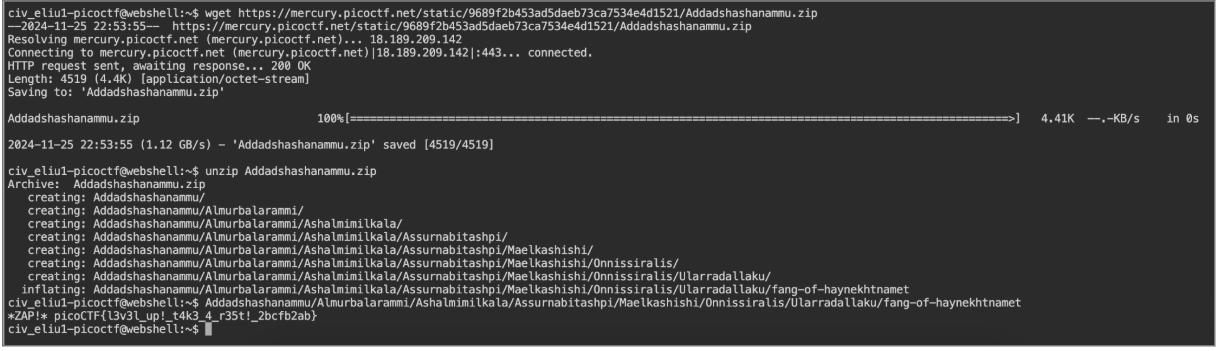 civ_eliu1-picoctf@webshell:~$ wget https://mercury.picoctf.net/static/9689f2b453ad5daeb73ca7534e4d1521/Addadshashanammu.zip
--2024-11-25 22:53:55--  https://mercury.picoctf.net/static/9689f2b453ad5daeb73ca7534e4d1521/Addadshashanammu.zip
Resolving mercury.picoctf.net (mercury.picoctf.net)... 18.189.209.142
Connecting to mercury.picoctf.net (mercury.picoctf.net)|18.189.209.142|:443... connected.
HTTP request sent, awaiting response... 200 OK
Length: 4519 (4.4K) [application/octet-stream]
Saving to: 'Addadshashanammu.zip'
Addadshashanammu.zip 100%[===================================================================================================>] 4.41K --.-KB/s in 0s
2024-11-25 22:53:55 (1.12 GB/s) - 'Addadshashanammu.zip' saved [4519/4519]
civ_eliu1-picoctf@webshell:~$ unzip Addadshashanammu.zip
Archive:  Addadshashanammu.zip
   creating: Addadshashanammu/
   creating: Addadshashanammu/Almurbalarammi/
   creating: Addadshashanammu/Almurbalarammi/Ashalmimilkala/
   creating: Addadshashanammu/Almurbalarammi/Ashalmimilkala/Assurnabitashpi/
   creating: Addadshashanammu/Almurbalarammi/Ashalmimilkala/Assurnabitashpi/Maelkashishi/
   creating: Addadshashanammu/Almurbalarammi/Ashalmimilkala/Assurnabitashpi/Maelkashishi/Onnissiralis/
   creating: Addadshashanammu/Almurbalarammi/Ashalmimilkala/Assurnabitashpi/Maelkashishi/Onnissiralis/Ularradallaku/
  inflating: Addadshashanammu/Almurbalarammi/Ashalmimilkala/Assurnabitashpi/Maelkashishi/Onnissiralis/Ularradallaku/fang-of-haynekhtnamet
civ_eliu1-picoctf@webshell:~$ Addadshashanammu/Almurbalarammi/Ashalmimilkala/Assurnabitashpi/Maelkashishi/Onnissiralis/Ularradallaku/fang-of-haynekhtnamet
*ZAP!* picoCTF{l3v3l_up!_t4k3_4_r35t!_2bcfb2ab}
civ_eliu1-picoctf@webshell:~$